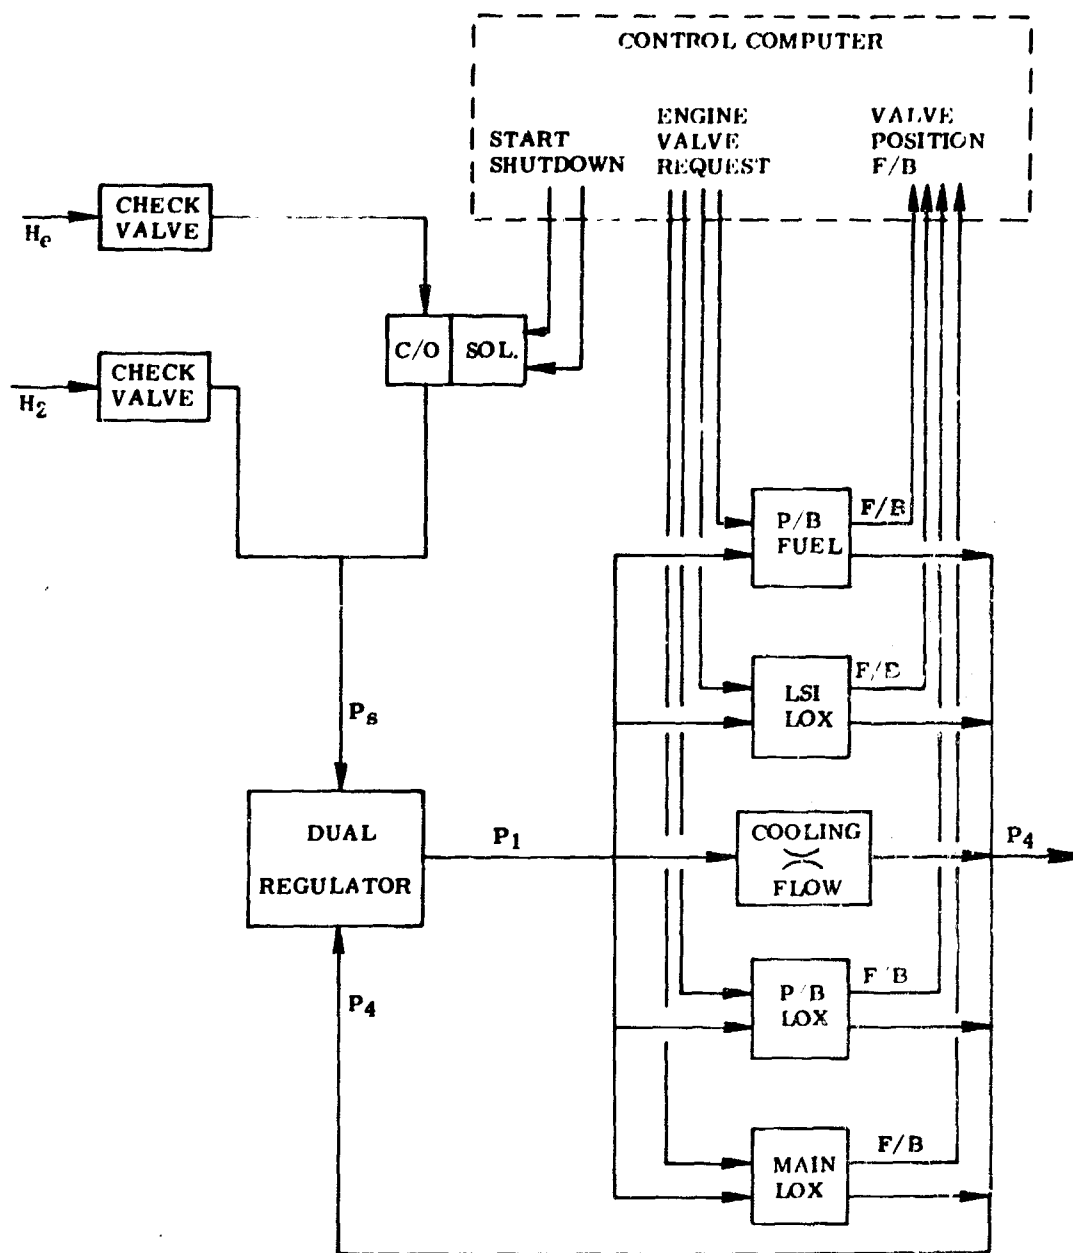 CONTROL COMPUTER
START
SHUTDOWN
ENGINE
VALVE
REQUEST
VALVE
POSITION
F/B
He
CHECK
VALVE
C/O
SOL.
H2
CHECK
VALVE
P/B
FUEL
F/B
LSI
LOX
F/B
Ps
DUAL
REGULATOR
P1
COOLING
FLOW
P4
P4
P/B
LOX
F/B
MAIN
LOX
F/B